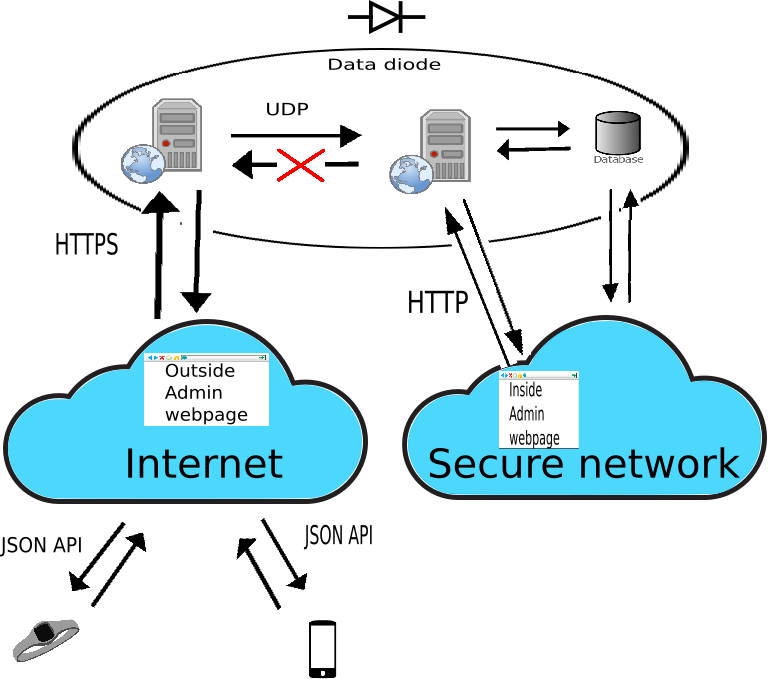 Data diode
UDP
Database
HTTPS
HTTP
Outside
Admin
webpage
Internet
Inside
Admin
webpage
Secure network
JSON API
JSON API